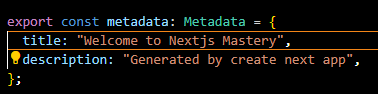 export const metadata: Metadata = {
  title: "Welcome to Nextjs Mastery",
  description: "Generated by create next app",
};